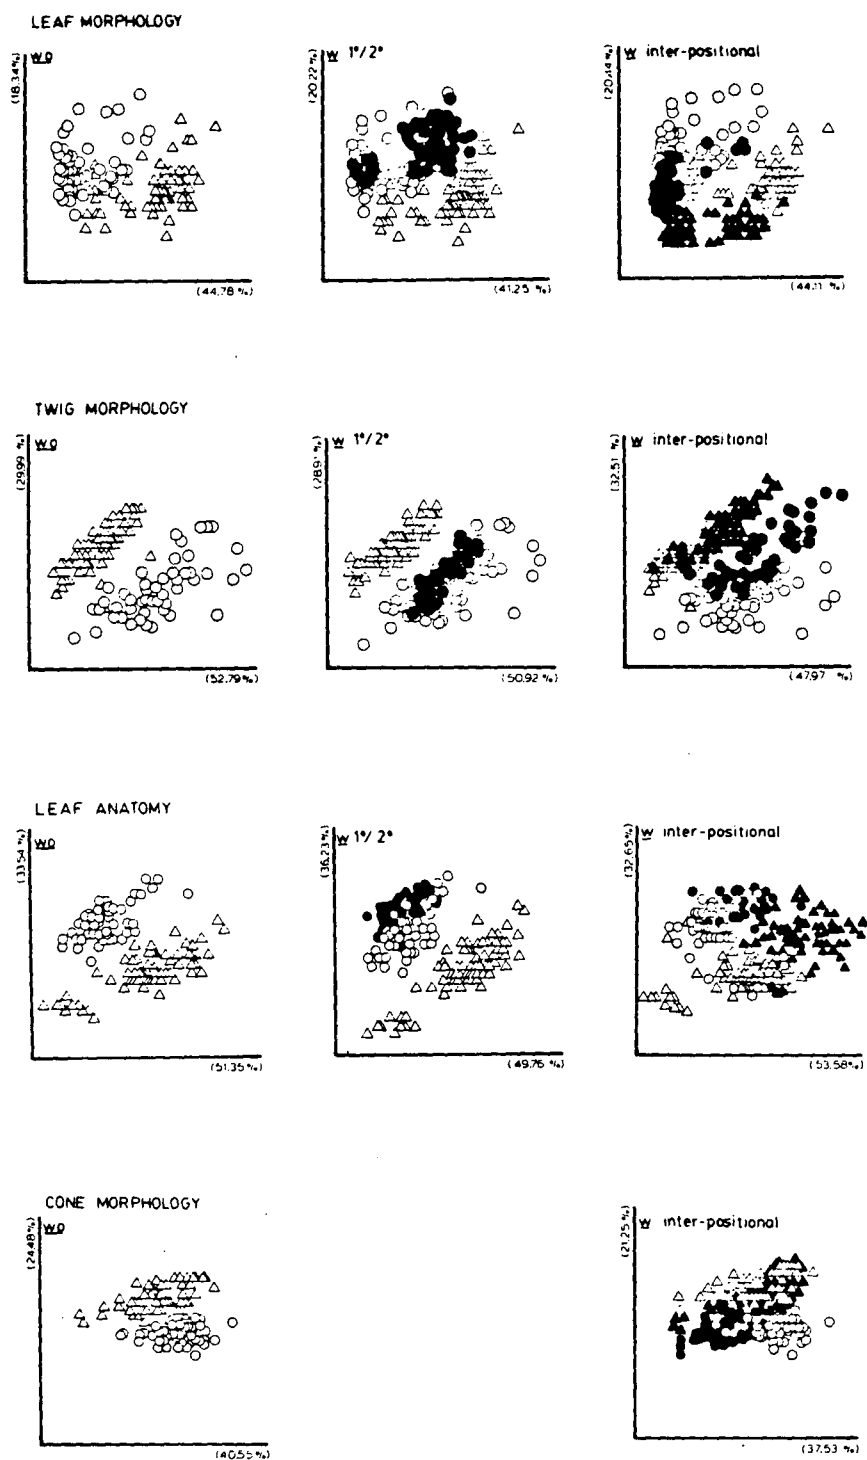 LEAF MORPHOLOGY
wo
(18.34 %)
(44.78 %)
w 1°/2°
(20.22 %)
(41.25 %)
w inter-positional
(44.11 %)
TWIG MORPHOLOGY
wo
(29.99 %)
(52.79 %)
w 1°/2°
(50.92 %)
w inter-positional
(32.51 %)
(47.97 %)
LEAF ANATOMY
wo
(33.54 %)
(51.35 %)
w 1°/2°
(36.23 %)
(49.76 %)
w inter-positional
(32.65 %)
(53.58 %)
CONE MORPHOLOGY
wo
(24.48 %)
(40.55 %)
w inter-positional
(21.25 %)
(37.53 %)